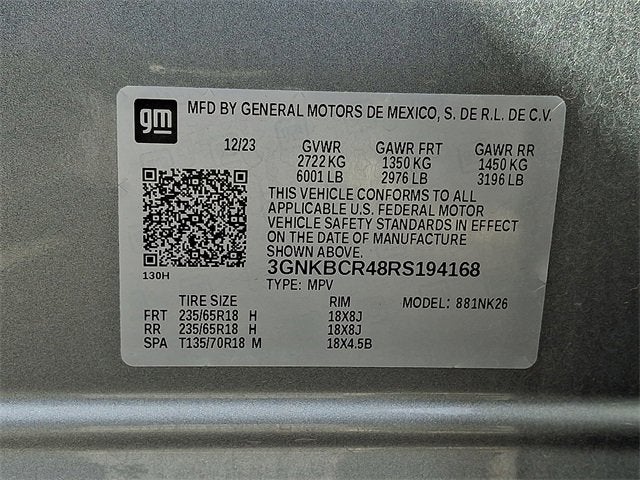 gm
MFD BY GENERAL MOTORS DE MEXICO, S. DE R.L. DE C.V.
12/23 GVWR GAWR FRT GAWR RR
2722 KG 1350 KG 1450 KG
6001 LB 2976 LB 3196 LB
THIS VEHICLE CONFORMS TO ALL
APPLICABLE U.S. FEDERAL MOTOR
VEHICLE SAFETY STANDARDS IN EFFECT
ON THE DATE OF MANUFACTURE
SHOWN ABOVE.
130H
3GNKBCR48RS194168
TYPE: MPV
TIRE SIZE RIM MODEL: 881NK26
FRT 235/65R18 H 18X8J
RR 235/65R18 H 18X8J
SPA T135/70R18 M 18X4.5B